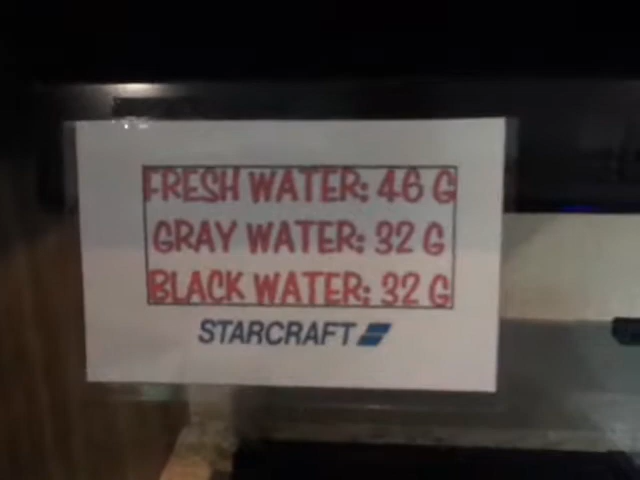 FRESH WATER: 46 G
GRAY WATER: 32 G
BLACK WATER: 32 G
STARCRAFT